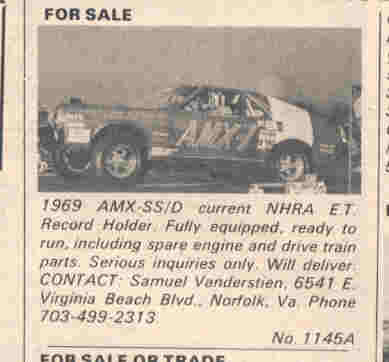 FOR SALE
AMX-1
1969 AMX-SS/D current NHRA E.T.
Record Holder. Fully equipped, ready to
run, including spare engine and drive train
parts. Serious inquiries only. Will deliver.
CONTACT: Samuel Vanderstien, 6541 E.
Virginia Beach Blvd., Norfolk, Va. Phone
703-499-2313.
No. 1145A
FOR SALE OR TRADE